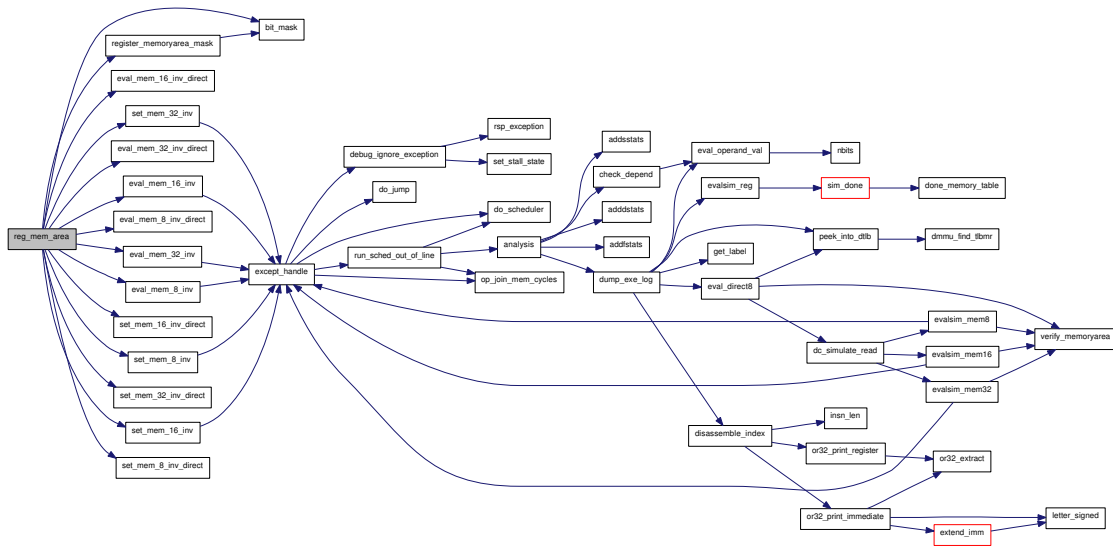 reg_mem_area
bit_mask
register_memoryarea_mask
eval_mem_16_inv_direct
set_mem_32_inv
eval_mem_32_inv_direct
eval_mem_16_inv
eval_mem_8_inv_direct
eval_mem_32_inv
eval_mem_8_inv
set_mem_16_inv_direct
set_mem_8_inv
set_mem_32_inv_direct
set_mem_16_inv
set_mem_8_inv_direct
except_handle
debug_ignore_exception
do_jump
run_sched_out_of_line
rsp_exception
set_stall_state
do_scheduler
analysis
op_join_mem_cycles
addsstats
check_depend
adddstats
addfstats
dump_exe_log
eval_operand_val
evalsim_reg
get_label
eval_direct8
disassemble_index
nbits
sim_done
peek_into_dtlb
dc_simulate_read
insn_len
or32_print_register
or32_print_immediate
done_memory_table
dmmu_find_tlbmr
evalsim_mem8
evalsim_mem16
evalsim_mem32
or32_extract
extend_imm
verify_memoryarea
letter_signed